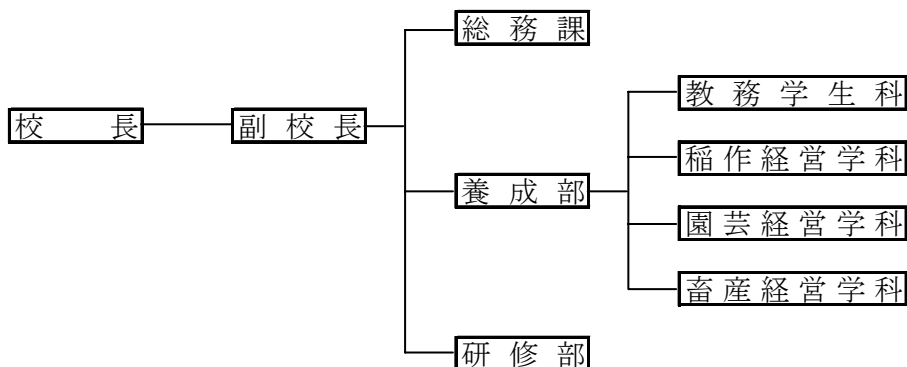 総務課
教務学生科
校長
副校長
稲作経営学科
養成部
園芸経営学科
畜産経営学科
研修部